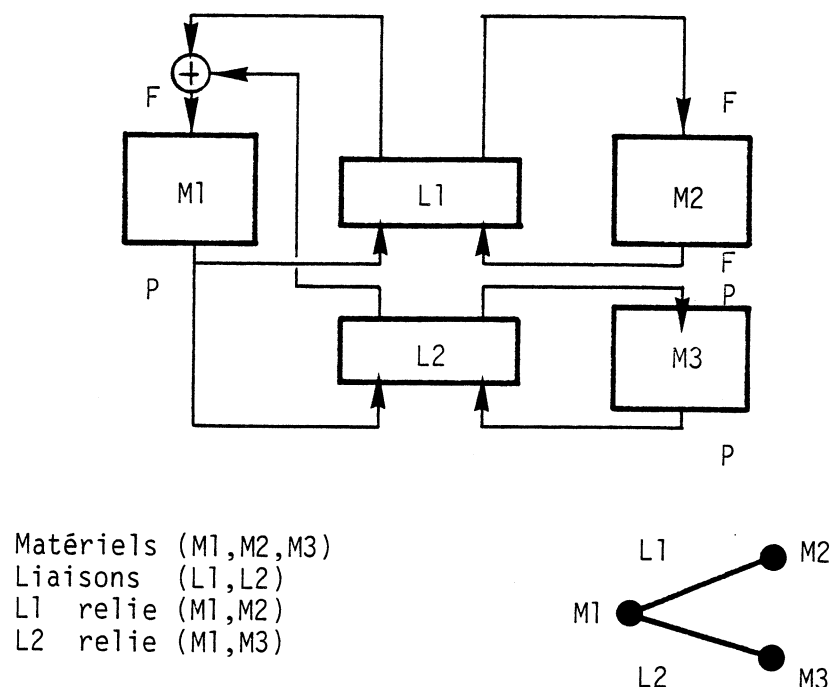 +
F
F
M1
L1
M2
P
F
P
L2
M3
P
Matériels (M1,M2,M3)
Liaisons (L1,L2)
L1 relie (M1,M2)
L2 relie (M1,M3)
L1
M2
M1
L2
M3